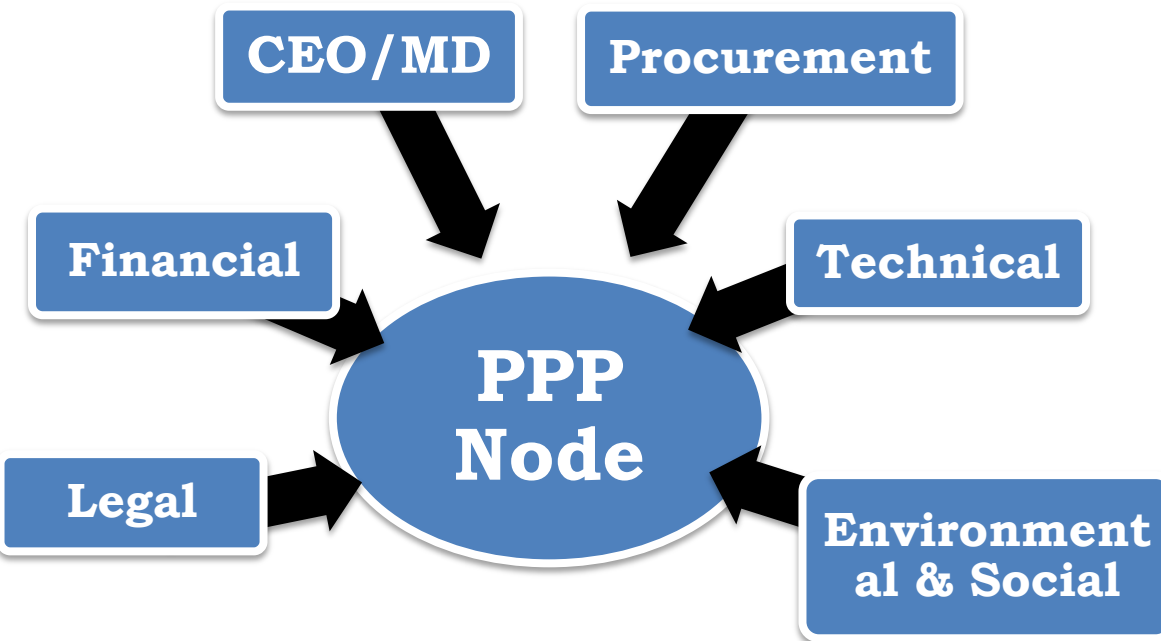 CEO/MD
Procurement
Financial
Technical
PPP
Node
Legal
Environment
al & Social